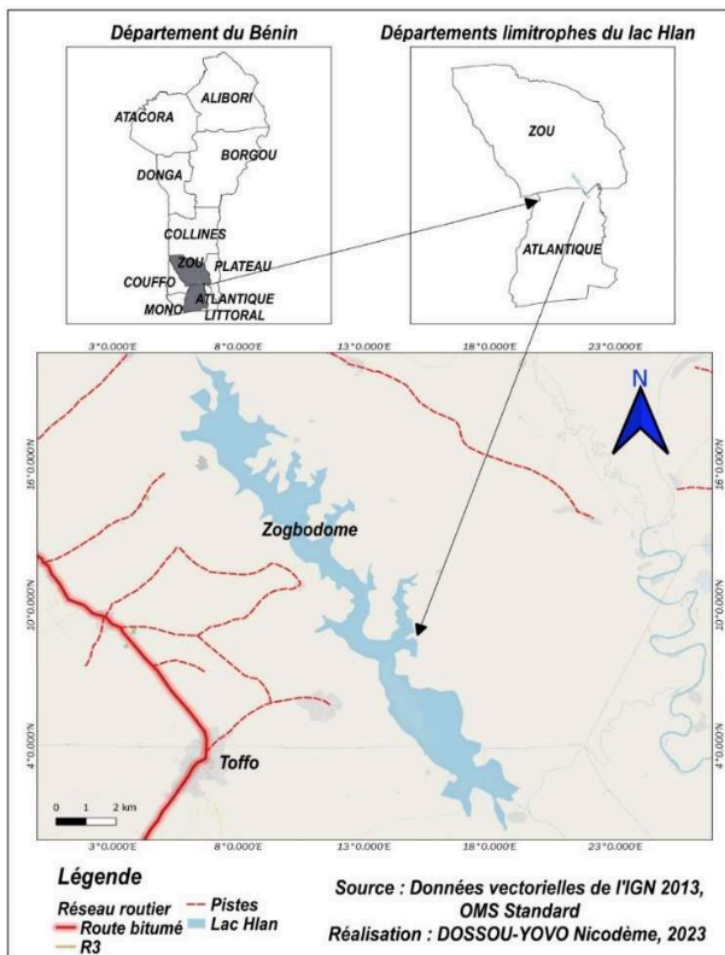 Département du Bénin
Départements limitrophes du lac Hlan
ALIBORI
ATACORA
BORGOU
DONGA
COLLINES
ZOU
PLATEAU
COUFFO
ATLANTIQUE
MONO
LITTORAL
ZOU
ATLANTIQUE
3°0.000'E 8°0.000'E 13°0.000'E 18°0.000'E 23°0.000'E
N
16°0.000'N 16°0.000'N
Zogbodome
10°0.000'N 10°0.000'N
4°0.000'N 4°0.000'N
Toffo
0 1 2 km
3°0.000'E 8°0.000'E 13°0.000'E 18°0.000'E 23°0.000'E
Légende
Réseau routier
Route bitumé
R3
Pistes
Lac Hlan
Source : Données vectorielles de l'IGN 2013,
OMS Standard
Réalisation : DOSSOU-YOVO Nicodème, 2023